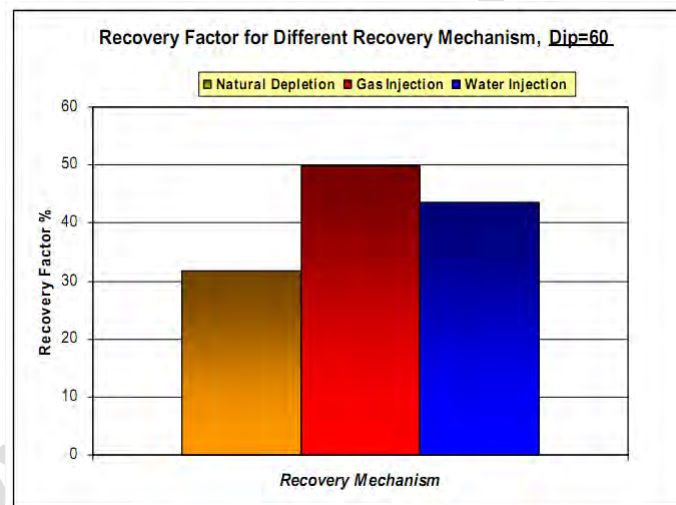 Recovery Factor for Different Recovery Mechanism, Dip=60
Natural Depletion Gas Injection Water Injection
60
50
40
30
20
10
0
Recovery Factor %
Recovery Mechanism